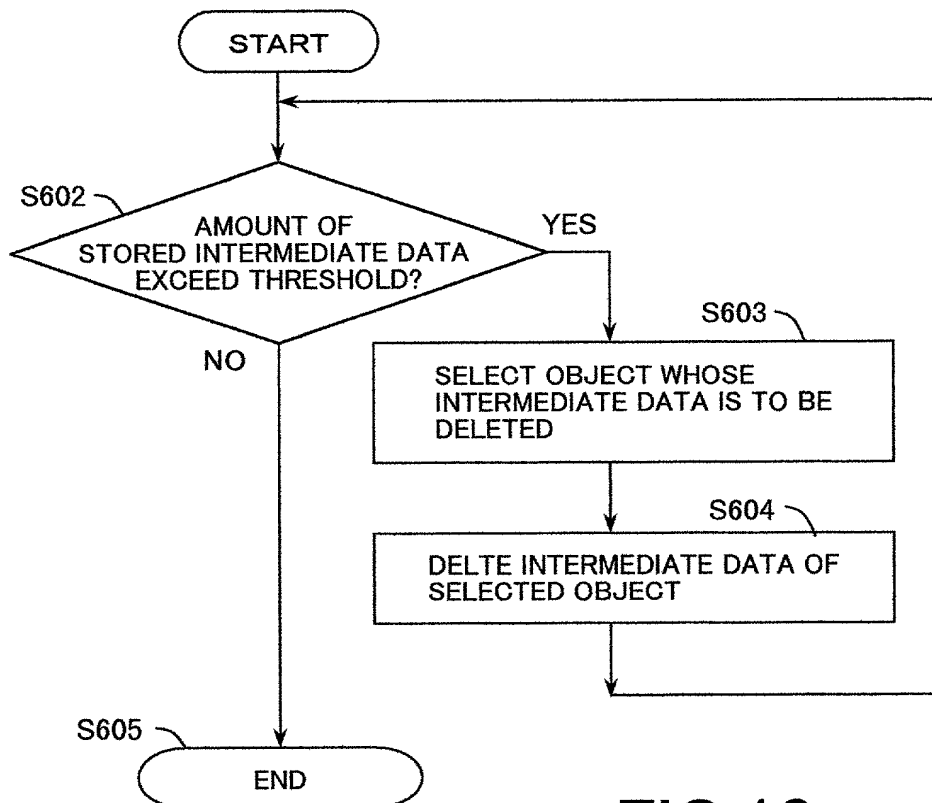 START
S602
AMOUNT OF
STORED INTERMEDIATE DATA
EXCEED THRESHOLD?
YES
NO
S603
SELECT OBJECT WHOSE
INTERMEDIATE DATA IS TO BE
DELETED
S604
DELTE INTERMEDIATE DATA OF
SELECTED OBJECT
S605
END